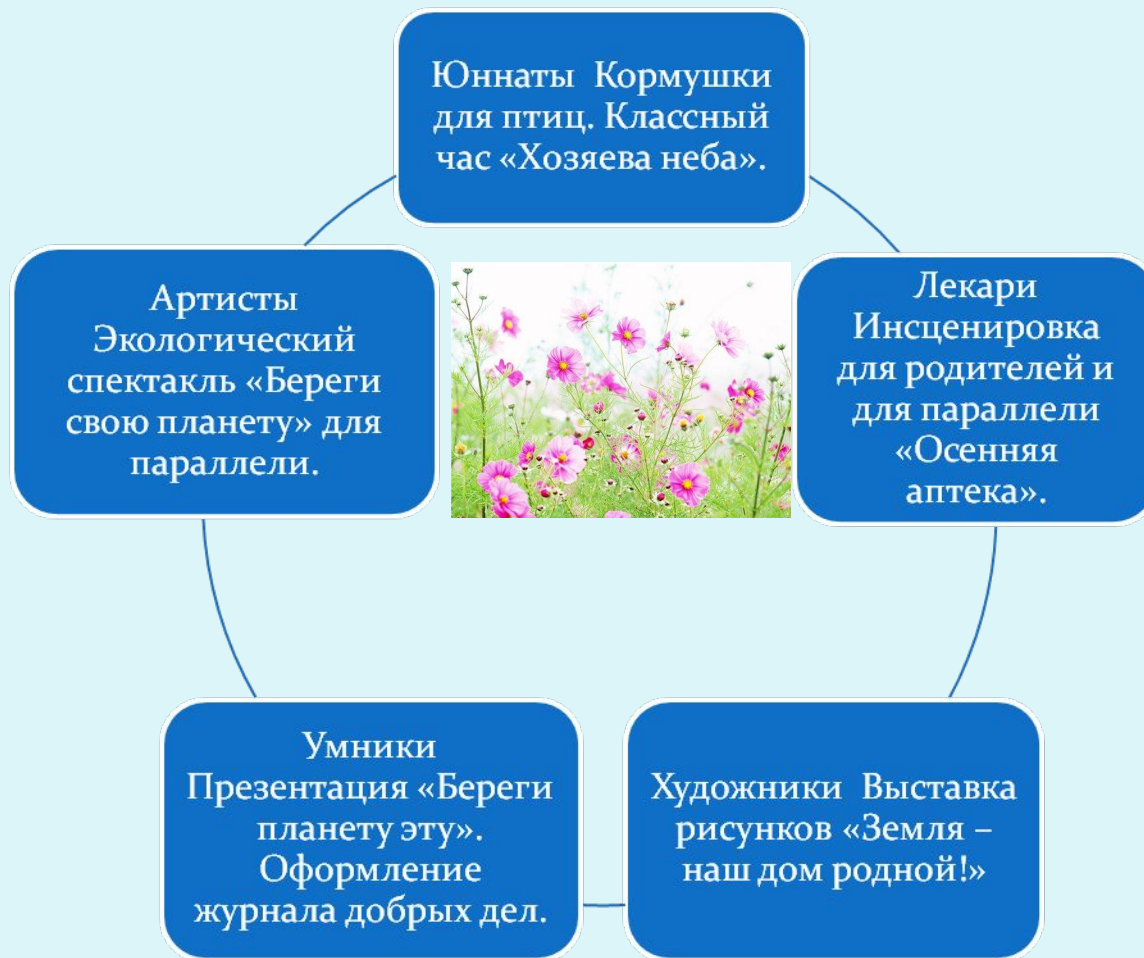 Юннаты Кормушки
для птиц. Классный
час «Хозяева неба».
Артисты
Экологический
спектакль «Береги
свою планету» для
параллели.
Лекари
Инсценировка
для родителей и
для параллели
«Осенняя
аптека».
Умники
Презентация «Береги
планету эту».
Оформление
журнала добрых дел.
Художники Выставка
рисунков «Земля –
наш дом родной!»